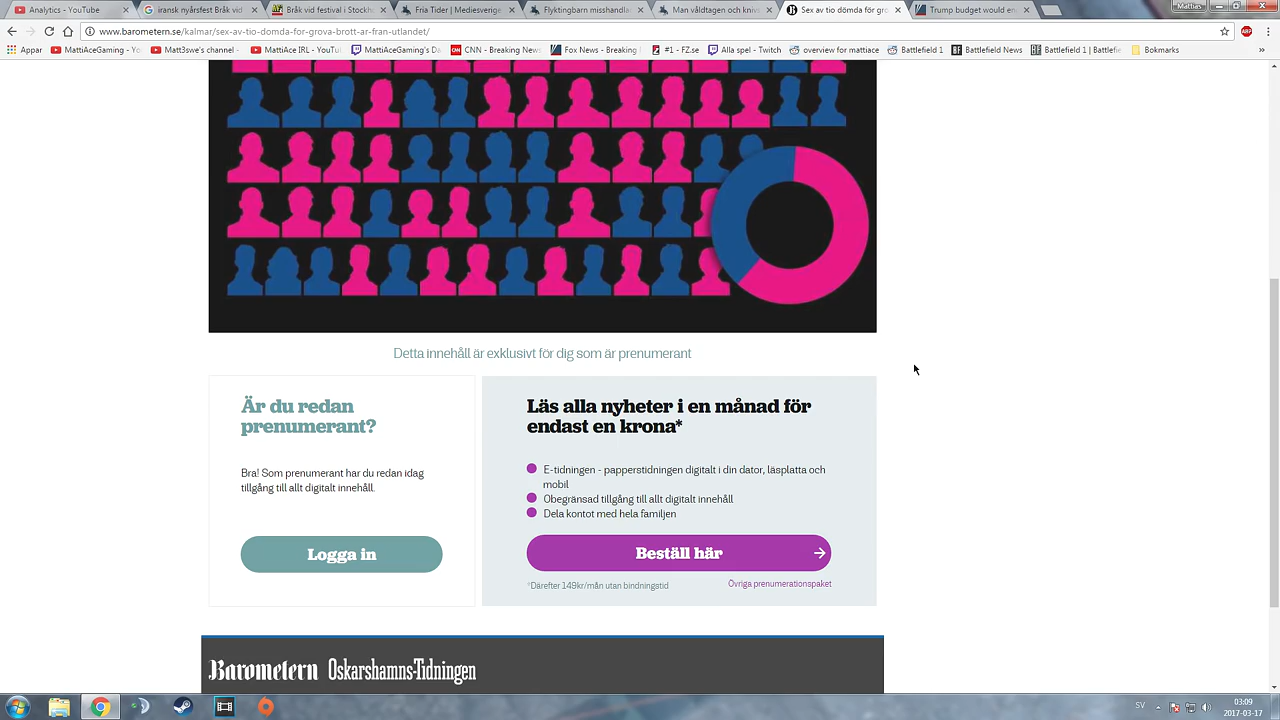 Analytics - YouTube
iransk nyårsfest Bråk vid
Bråk vid festival i Stockho
Fria Tider | Mediesverige
Flyktingbarn misshandla
Man våldtagen och kniv
Sex av tio dömda för gro
Trump budget would en
Mattias
www.barometern.se/kalmar/sex-av-tio-domda-for-grova-brott-ar-fran-utlandet/
Appar
MattiAceGaming - Yo
Matt3swe's channel -
MattiAce IRL - YouTu
MattiAceGaming's Da
CNN - Breaking News
Fox News - Breaking
#1 - FZ.se
Alla spel - Twitch
overview for mattiace
Battlefield 1
Battlefield News
Battlefield 1 | Battlefie
Bokmarks
Detta innehåll är exklusivt för dig som är prenumerant
Är du redan
prenumerant?
Bra! Som prenumerant har du redan idag
tillgång till allt digitalt innehåll.
Logga in
Läs alla nyheter i en månad för
endast en krona*
E-tidningen - papperstidningen digitalt i din dator, läsplatta och
mobil
Obegränsad tillgång till allt digitalt innehåll
Dela kontot med hela familjen
Beställ här
*Därefter 149kr/mån utan bindningstid
Övriga prenumerationspaket
Barometern Oskarshamns-Tidningen
SV
03:09
2017-03-17